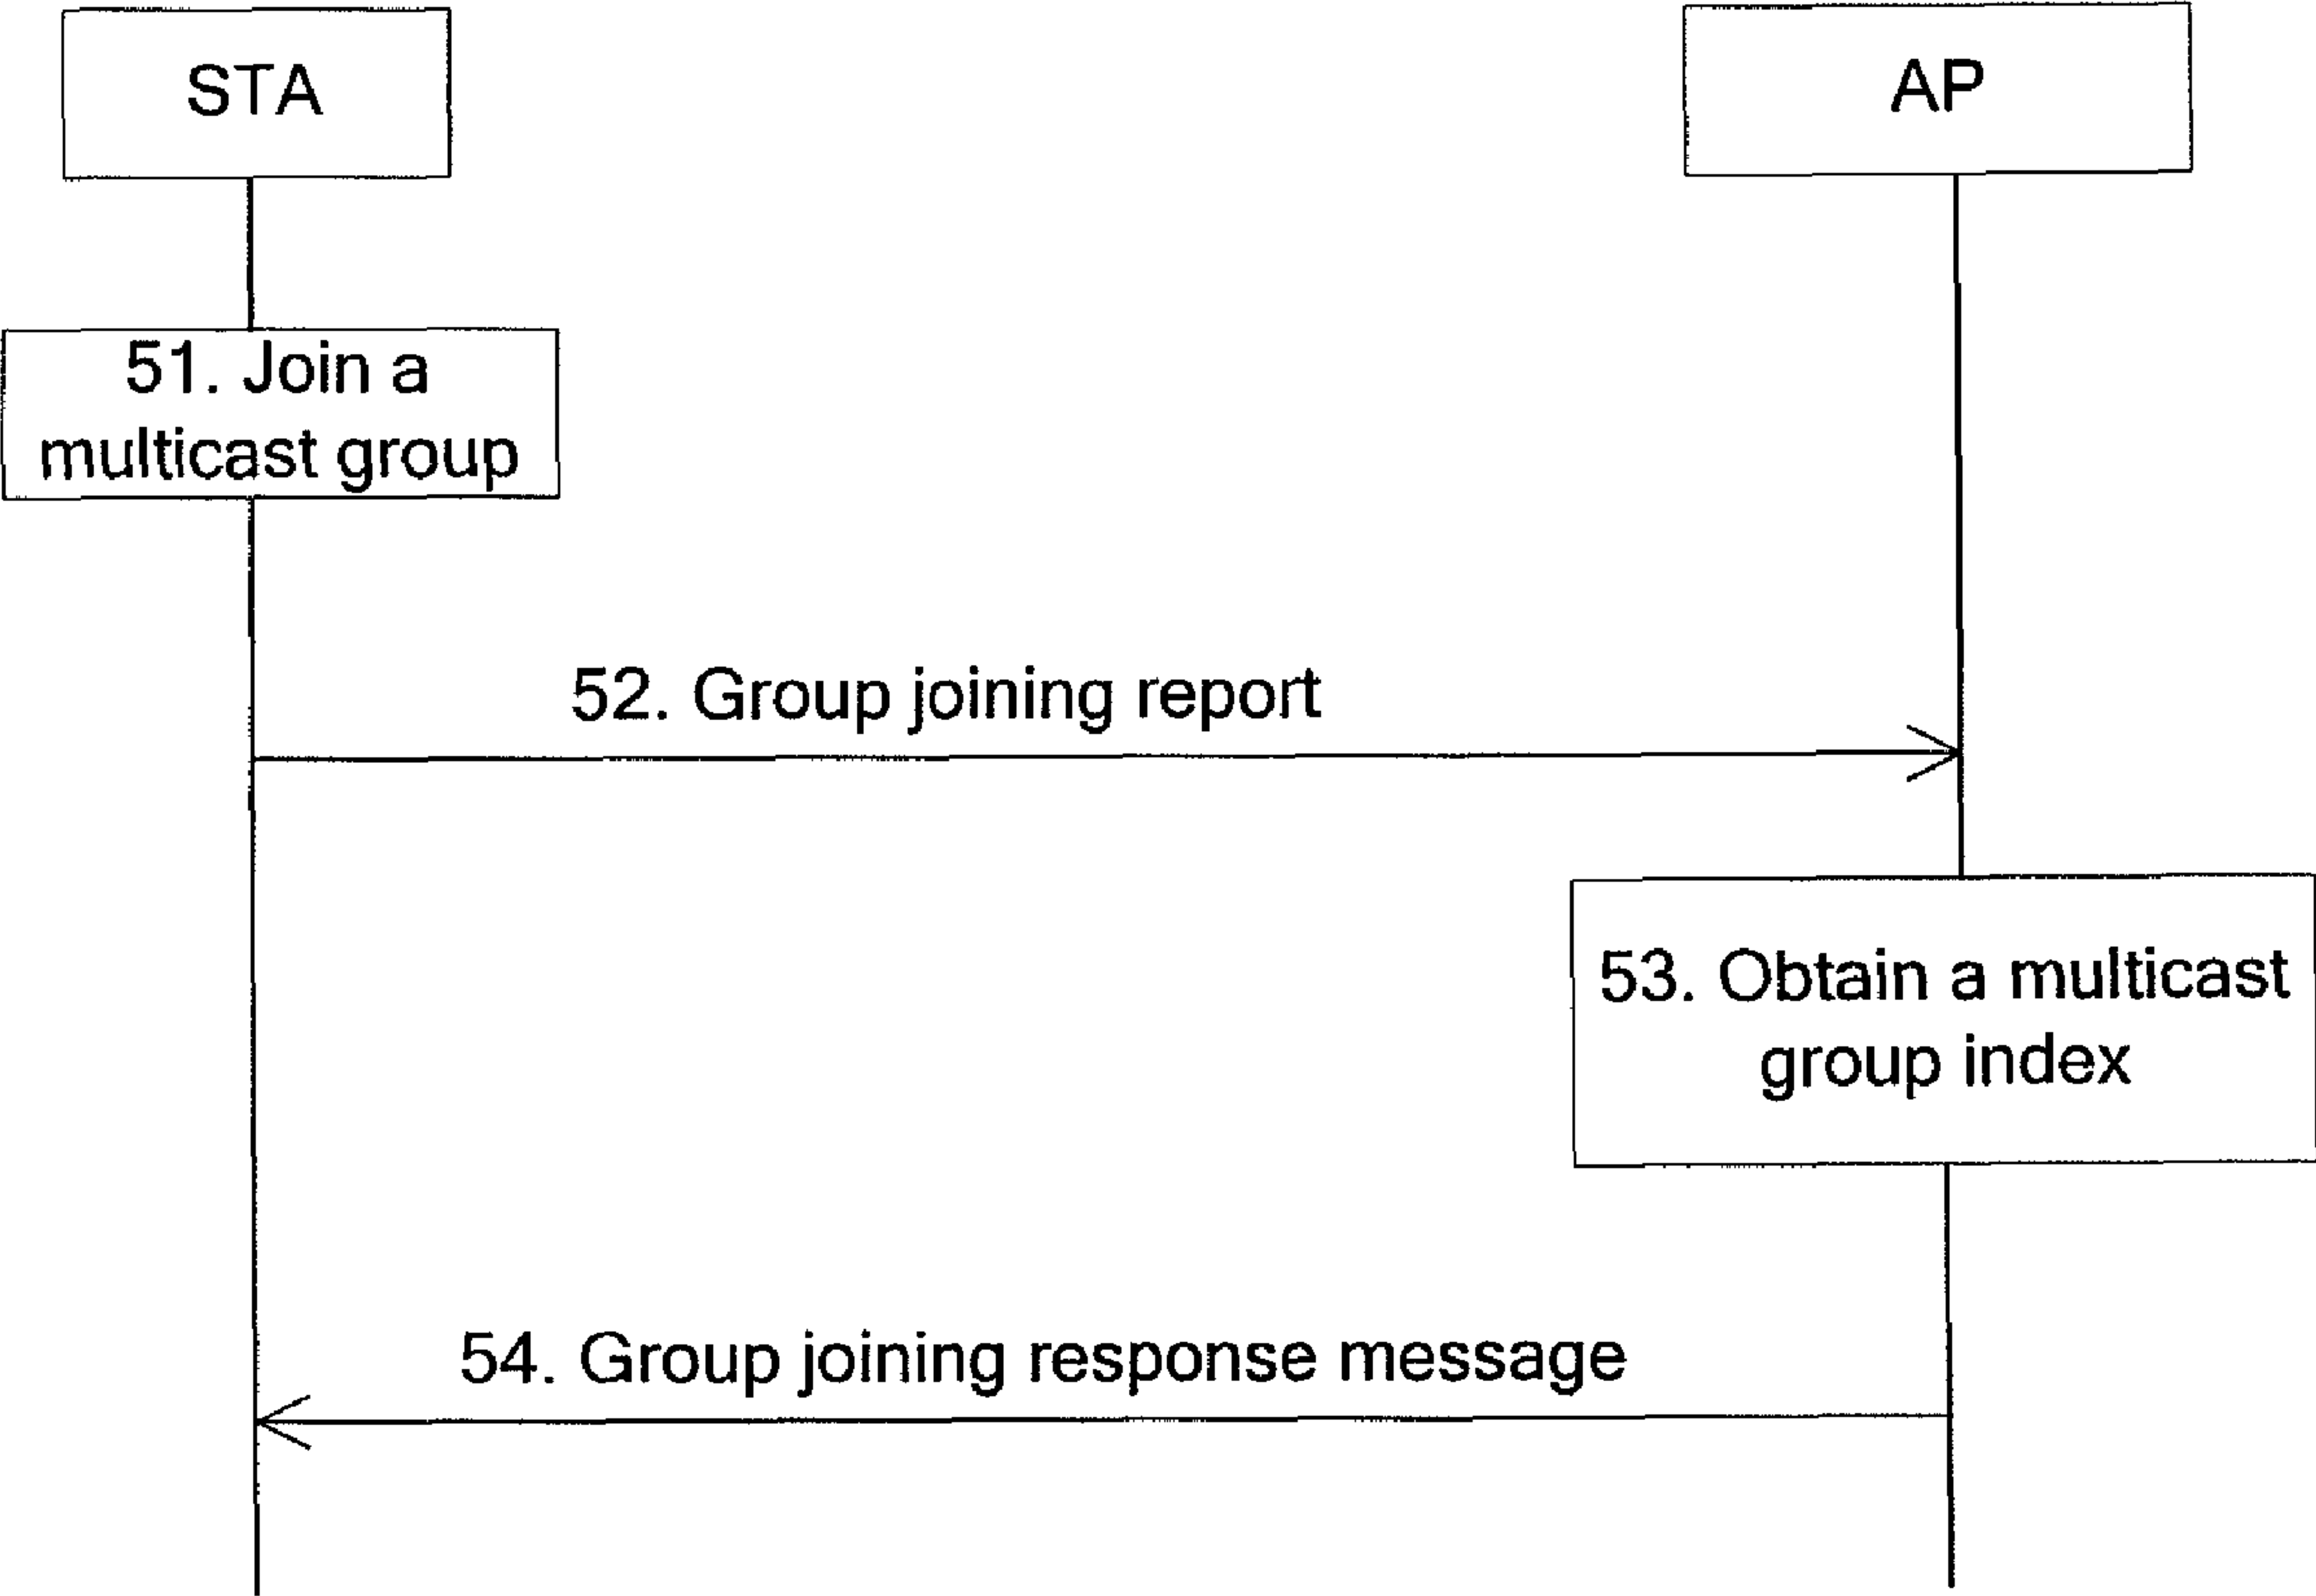 STA
AP
51. Join a
multicast group
52. Group joining report
53. Obtain a multicast
group index
54. Group joining response message